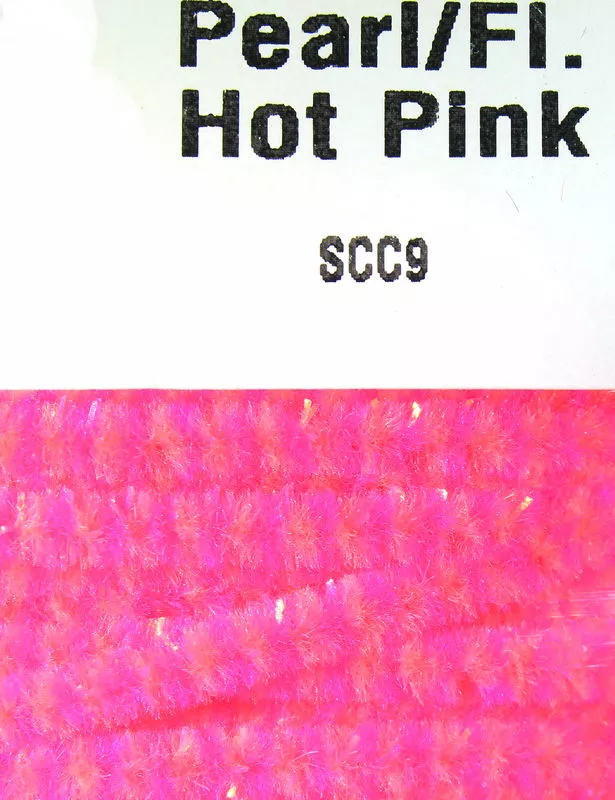 Pearl/Fl.
Hot Pink
SCC9